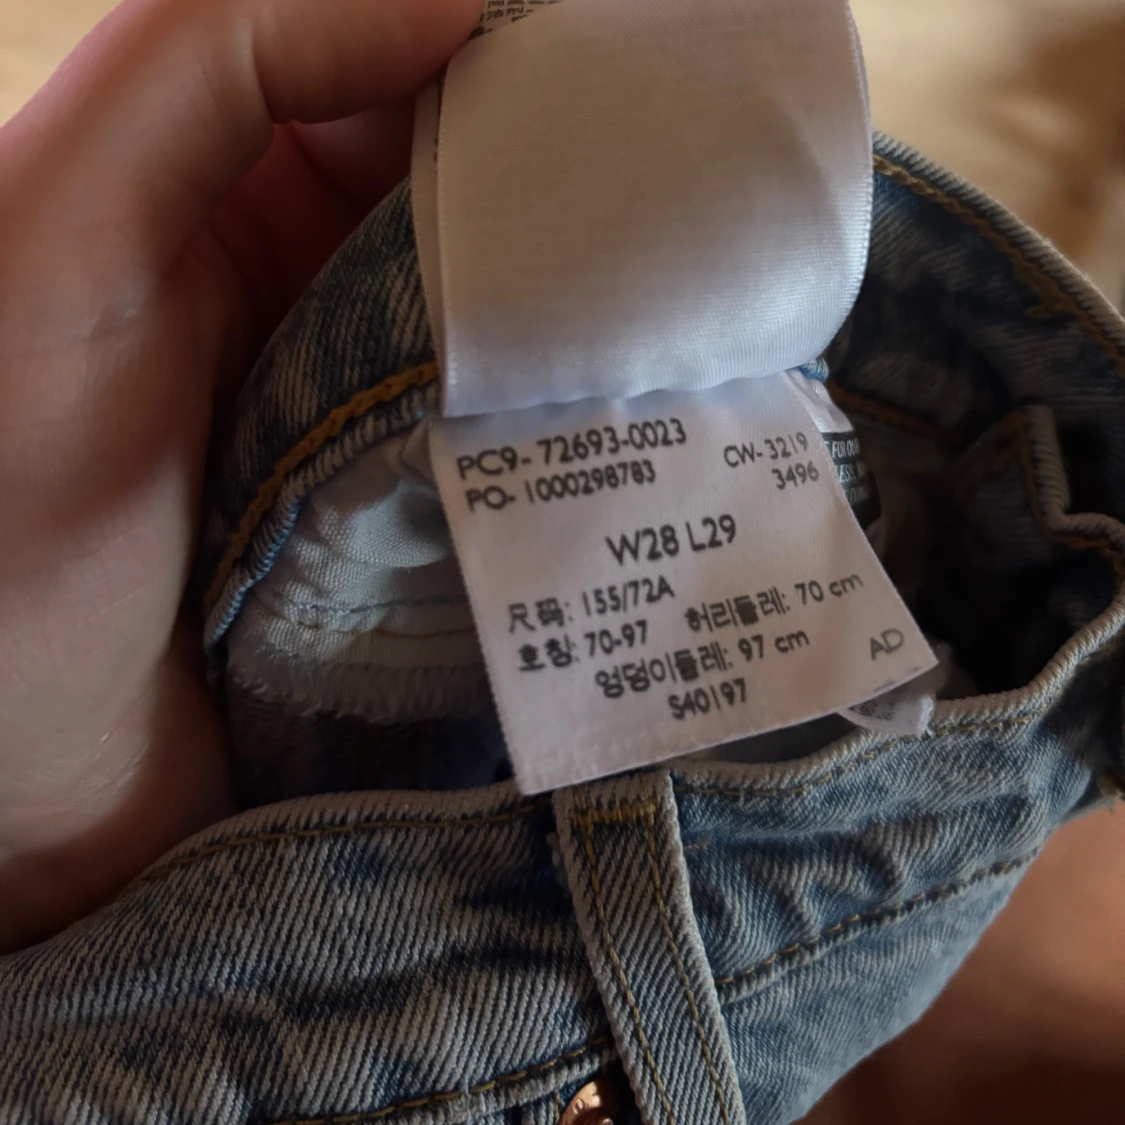 PC9- 72693-0023 CW- 3219
PO- 1000298783 3496
W28 L29
尺码: 155/72A
호칭: 70-97 허리둘레: 70 cm
엉덩이둘레: 97 cm
S40197
AD